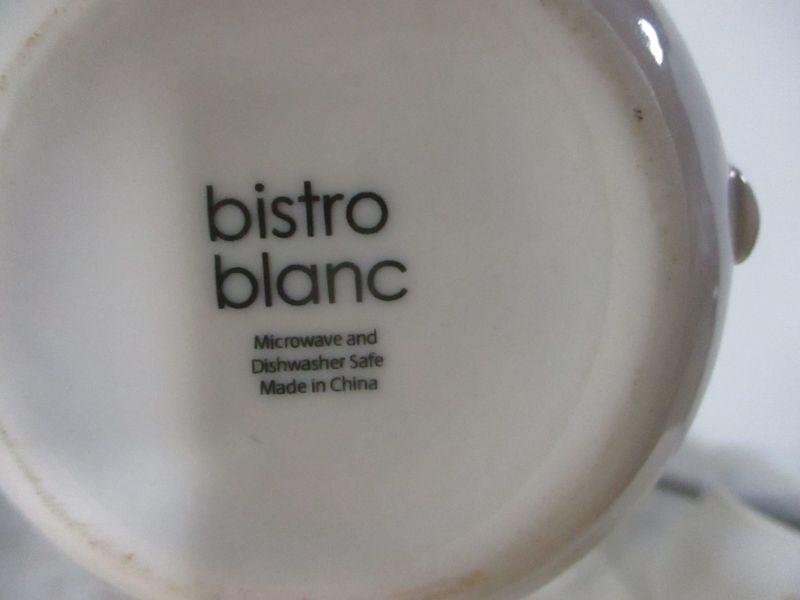 bistro
blanc
Microwave and
Dishwasher Safe
Made in China